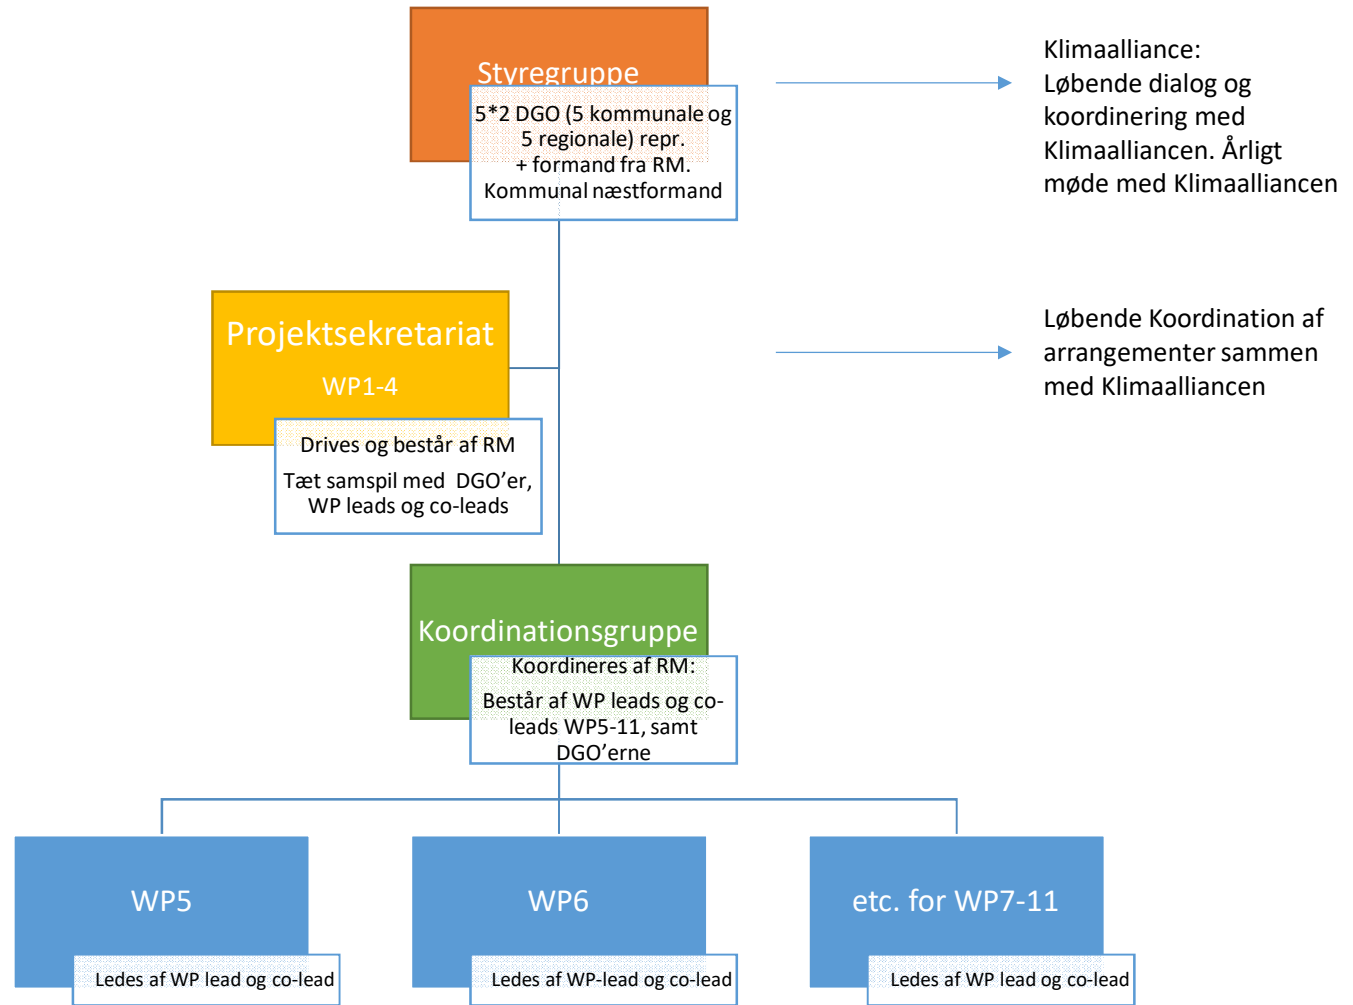 Styregruppe
5*2 DGO (5 kommunale og
5 regionale) repr.
+ formand fra RM.
Kommunal næstformand
Klimaalliance:
Løbende dialog og
koordinering med
Klimaalliancen. Årligt
møde med Klimaalliancen
Projektsekretariat
WP1-4
Drives og består af RM
Tæt samspil med DGO’er,
WP leads og co-leads
Løbende Koordination af
arrangementer sammen
med Klimaalliancen
Koordinationsgruppe
Koordineres af RM:
Består af WP leads og co-
leads WP5-11, samt
DGO’erne
WP5
Ledes af WP lead og co-lead
WP6
Ledes af WP-lead og co-lead
etc. for WP7-11
Ledes af WP lead og co-lead